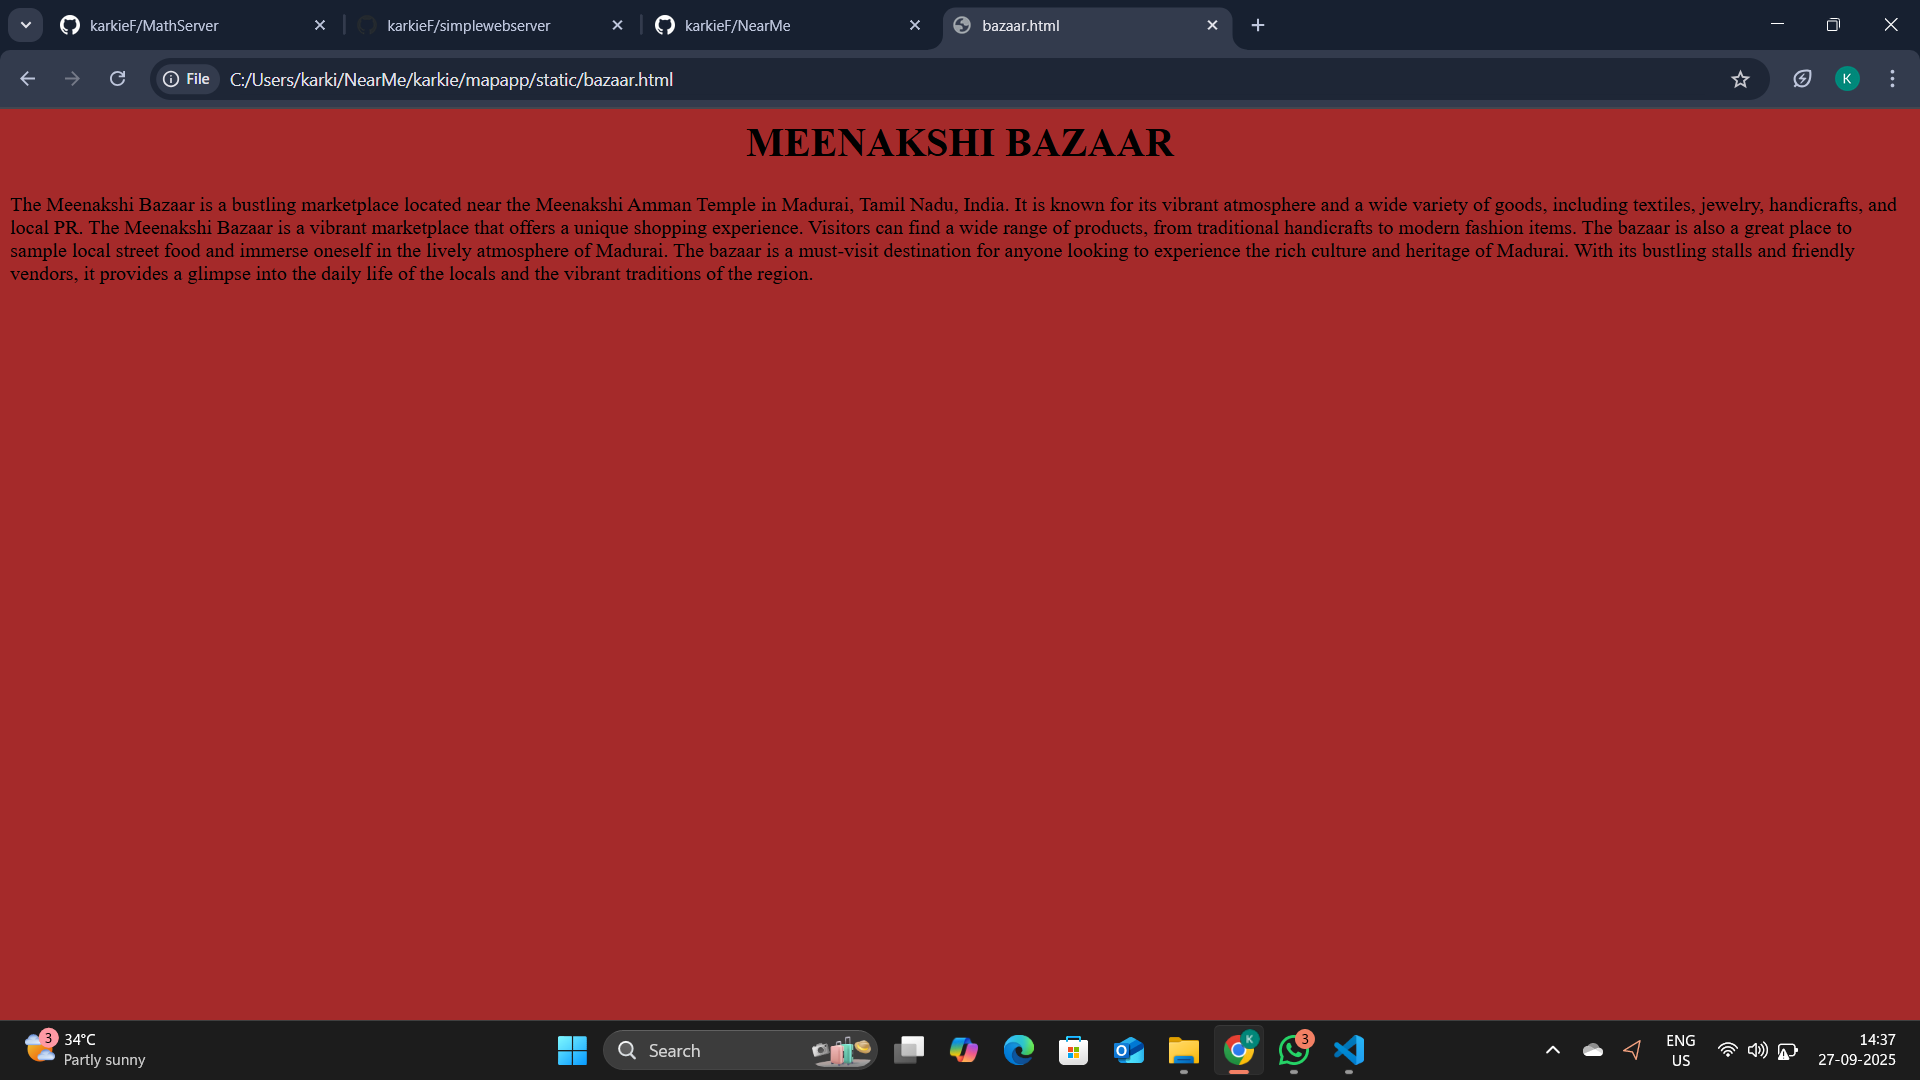 karkieF/MathServer
karkieF/simplewebserver
karkieF/NearMe
bazaar.html
File
C:/Users/karki/NearMe/karkie/mapapp/static/bazaar.html
K
MEENAKSHI BAZAAR
The Meenakshi Bazaar is a bustling marketplace located near the Meenakshi Amman Temple in Madurai, Tamil Nadu, India. It is known for its vibrant atmosphere and a wide variety of goods, including textiles, jewelry, handicrafts, and
local PR. The Meenakshi Bazaar is a vibrant marketplace that offers a unique shopping experience. Visitors can find a wide range of products, from traditional handicrafts to modern fashion items. The bazaar is also a great place to
sample local street food and immerse oneself in the lively atmosphere of Madurai. The bazaar is a must-visit destination for anyone looking to experience the rich culture and heritage of Madurai. With its bustling stalls and friendly
vendors, it provides a glimpse into the daily life of the locals and the vibrant traditions of the region.
3
34°C
Partly sunny
Search
K
3
ENG
US
14:37
27-09-2025